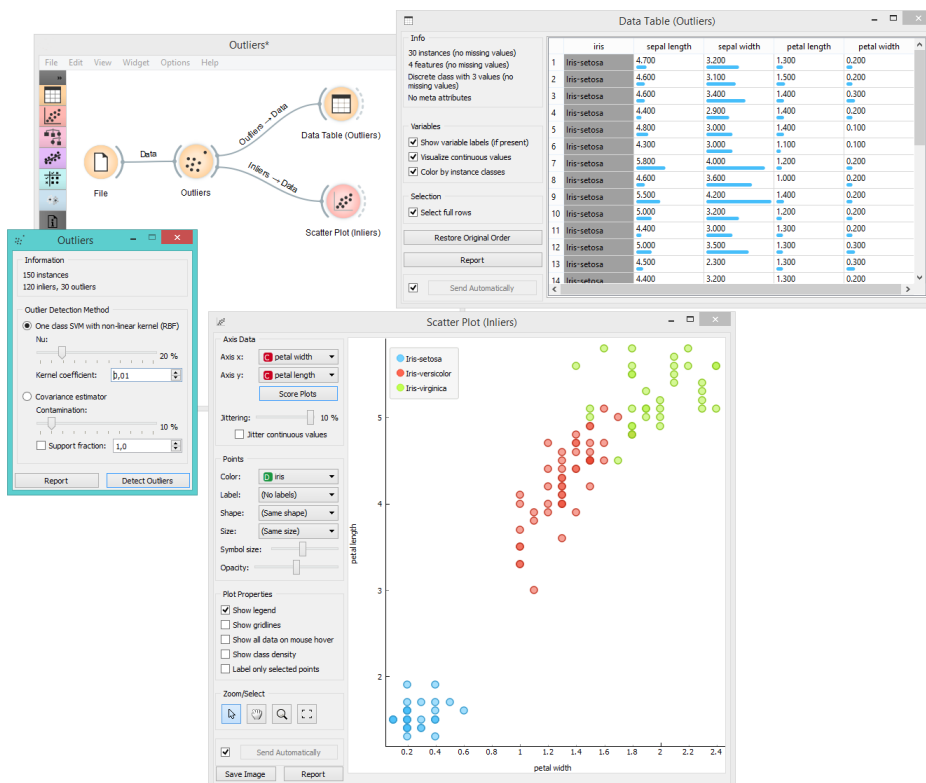 Outliers*
File Edit View Widget Options Help
Data
Outliers → Data
Inliers → Data
File
Outliers
Data Table (Outliers)
Scatter Plot (Inliers)
Data Table (Outliers)
Info
30 instances (no missing values)
4 features (no missing values)
Discrete class with 3 values (no
missing values)
No meta attributes
Variables
Show variable labels (if present)
Visualize continuous values
Color by instance classes
Selection
Select full rows
Restore Original Order
Report
Send Automatically
iris sepal length sepal width petal length petal width
1 Iris-setosa 4.700 3.200 1.300 0.200
2 Iris-setosa 4.600 3.100 1.500 0.200
3 Iris-setosa 4.600 3.400 1.400 0.300
4 Iris-setosa 4.400 2.900 1.400 0.200
5 Iris-setosa 4.800 3.000 1.400 0.100
6 Iris-setosa 4.300 3.000 1.100 0.100
7 Iris-setosa 5.800 4.000 1.200 0.200
8 Iris-setosa 4.600 3.600 1.000 0.200
9 Iris-setosa 5.500 4.200 1.400 0.200
10 Iris-setosa 5.000 3.200 1.200 0.200
11 Iris-setosa 4.400 3.000 1.300 0.200
12 Iris-setosa 5.000 3.500 1.300 0.300
13 Iris-setosa 4.500 2.300 1.300 0.300
14 Iris-setosa 4.400 3.200 1.300 0.200
Outliers
Information
150 instances
120 inliers, 30 outliers
Outlier Detection Method
One class SVM with non-linear kernel (RBF)
Nu:
20 %
Kernel coefficient: 0,01
Covariance estimator
Contamination:
10 %
Support fraction: 1,0
Report Detect Outliers
Scatter Plot (Inliers)
Axis Data
Axis x: C petal width
Axis y: C petal length
Score Plots
Jittering: 10 %
Jitter continuous values
Points
Color: D iris
Label: (No labels)
Shape: (Same shape)
Size: (Same size)
Symbol size:
Opacity:
Plot Properties
Show legend
Show gridlines
Show all data on mouse hover
Show class density
Label only selected points
Zoom/Select
Send Automatically
Save Image Report
Iris-setosa
Iris-versicolor
Iris-virginica
petal length
5
4
3
2
0.2 0.4 0.6 0.8 1 1.2 1.4 1.6 1.8 2 2.2 2.4
petal width